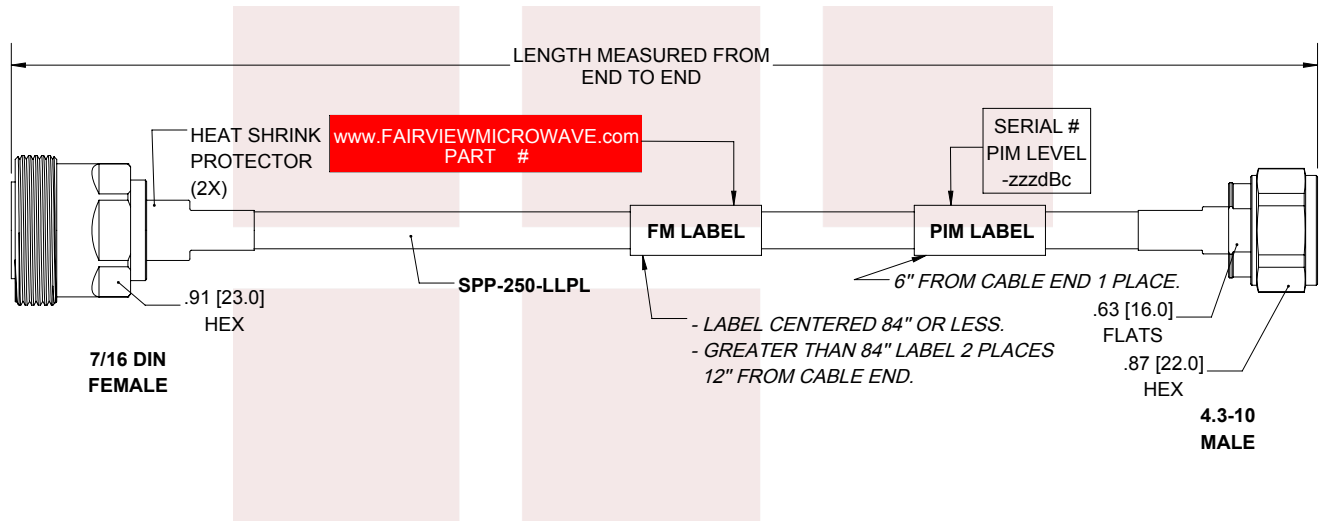 LENGTH MEASURED FROM
END TO END
HEAT SHRINK
PROTECTOR
(2X)
www.FAIRVIEWMICROWAVE.com
PART #
SERIAL #
PIM LEVEL
-zzzdBc
FM LABEL
PIM LABEL
SPP-250-LLPL
6" FROM CABLE END 1 PLACE.
.91 [23.0]
HEX
- LABEL CENTERED 84" OR LESS.
- GREATER THAN 84" LABEL 2 PLACES
12" FROM CABLE END.
.63 [16.0]
FLATS
.87 [22.0]
HEX
7/16 DIN
FEMALE
4.3-10
MALE